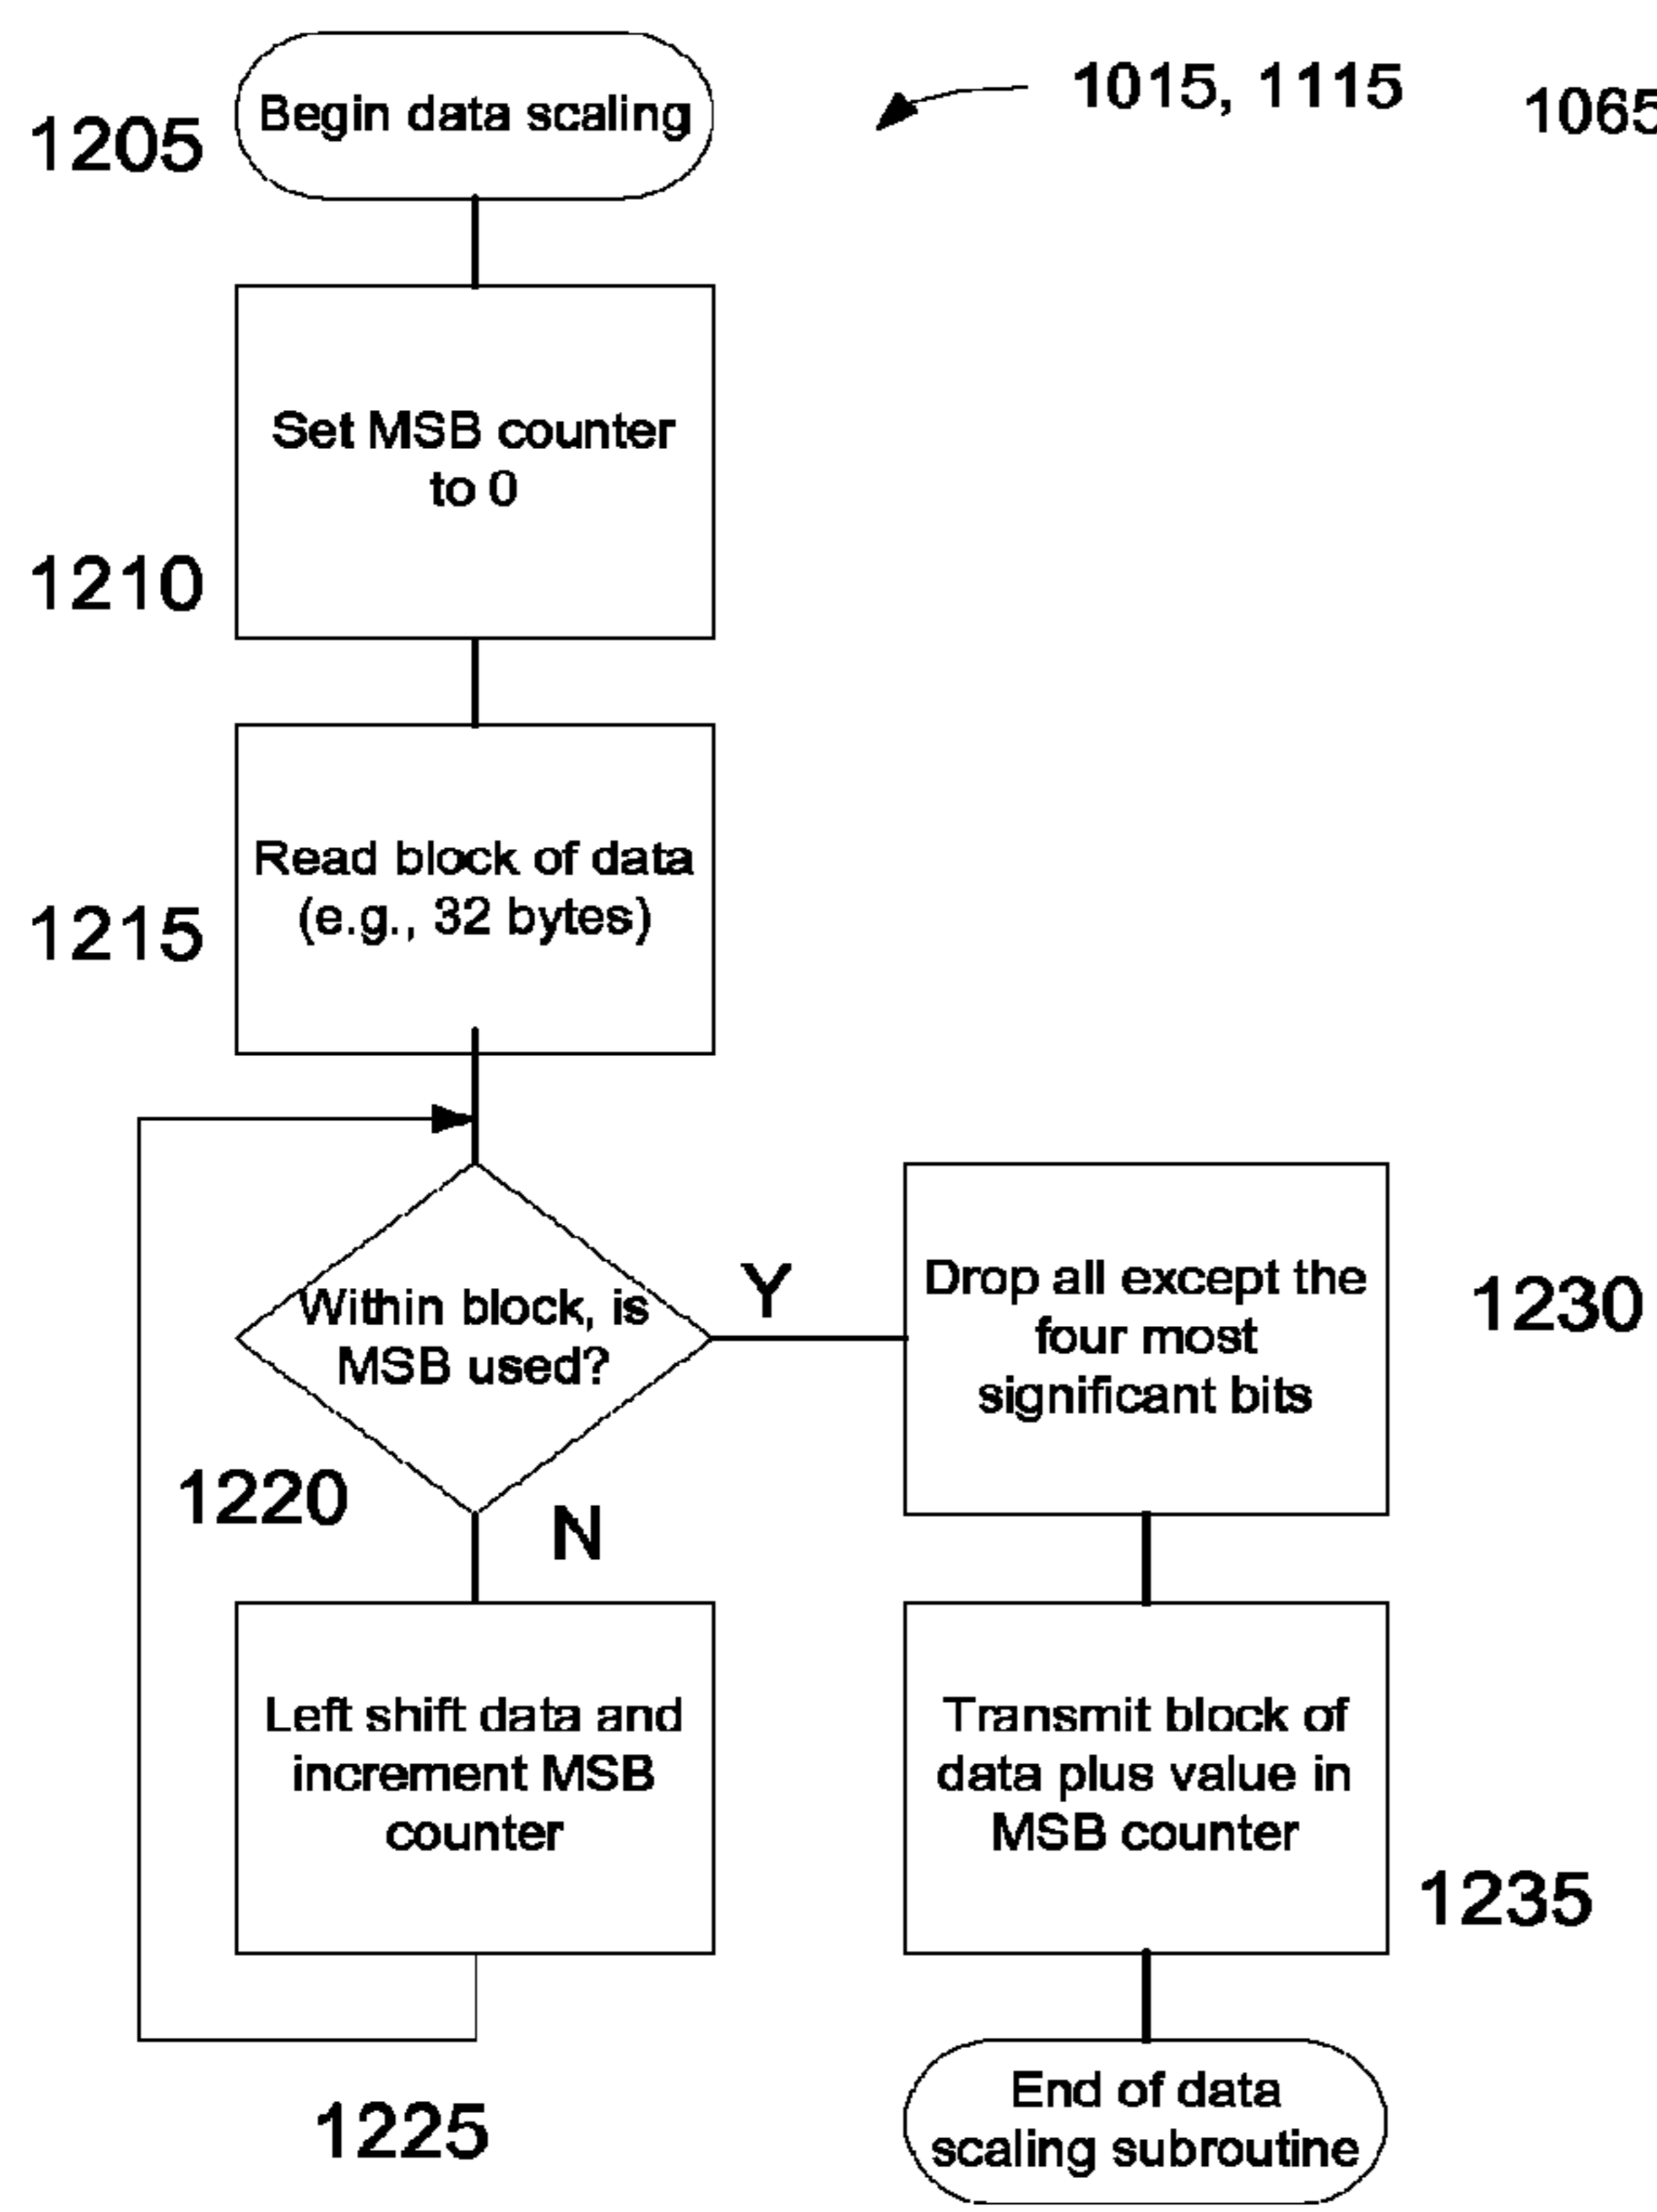 1205
Begin data scaling
1015, 1115
1065
Set MSB counter
to 0
1210
Read block of data
(e.g., 32 bytes)
1215
Within block, is
MSB used?
Y
1220
N
Drop all except the
four most
significant bits
1230
Left shift data and
increment MSB
counter
1225
Transmit block of
data plus value in
MSB counter
1235
End of data
scaling subroutine